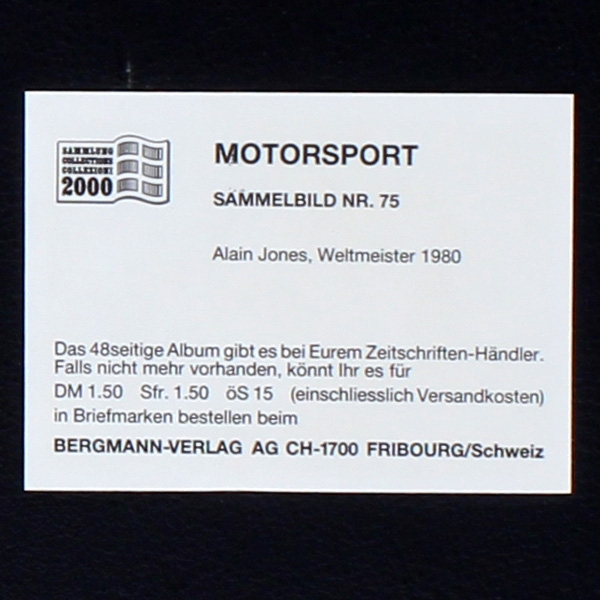 SAMMLUNG
COLLECTIONS
COLLEZIONI
2000
MOTORSPORT
SAMMELBILD NR. 75
Alain Jones, Weltmeister 1980
Das 48seitige Album gibt es bei Eurem Zeitschriften-Händler.
Falls nicht mehr vorhanden, könnt Ihr es für
DM 1.50 Sfr. 1.50 öS 15 (einschliesslich Versandkosten)
in Briefmarken bestellen beim
BERGMANN-VERLAG AG CH-1700 FRIBOURG/Schweiz